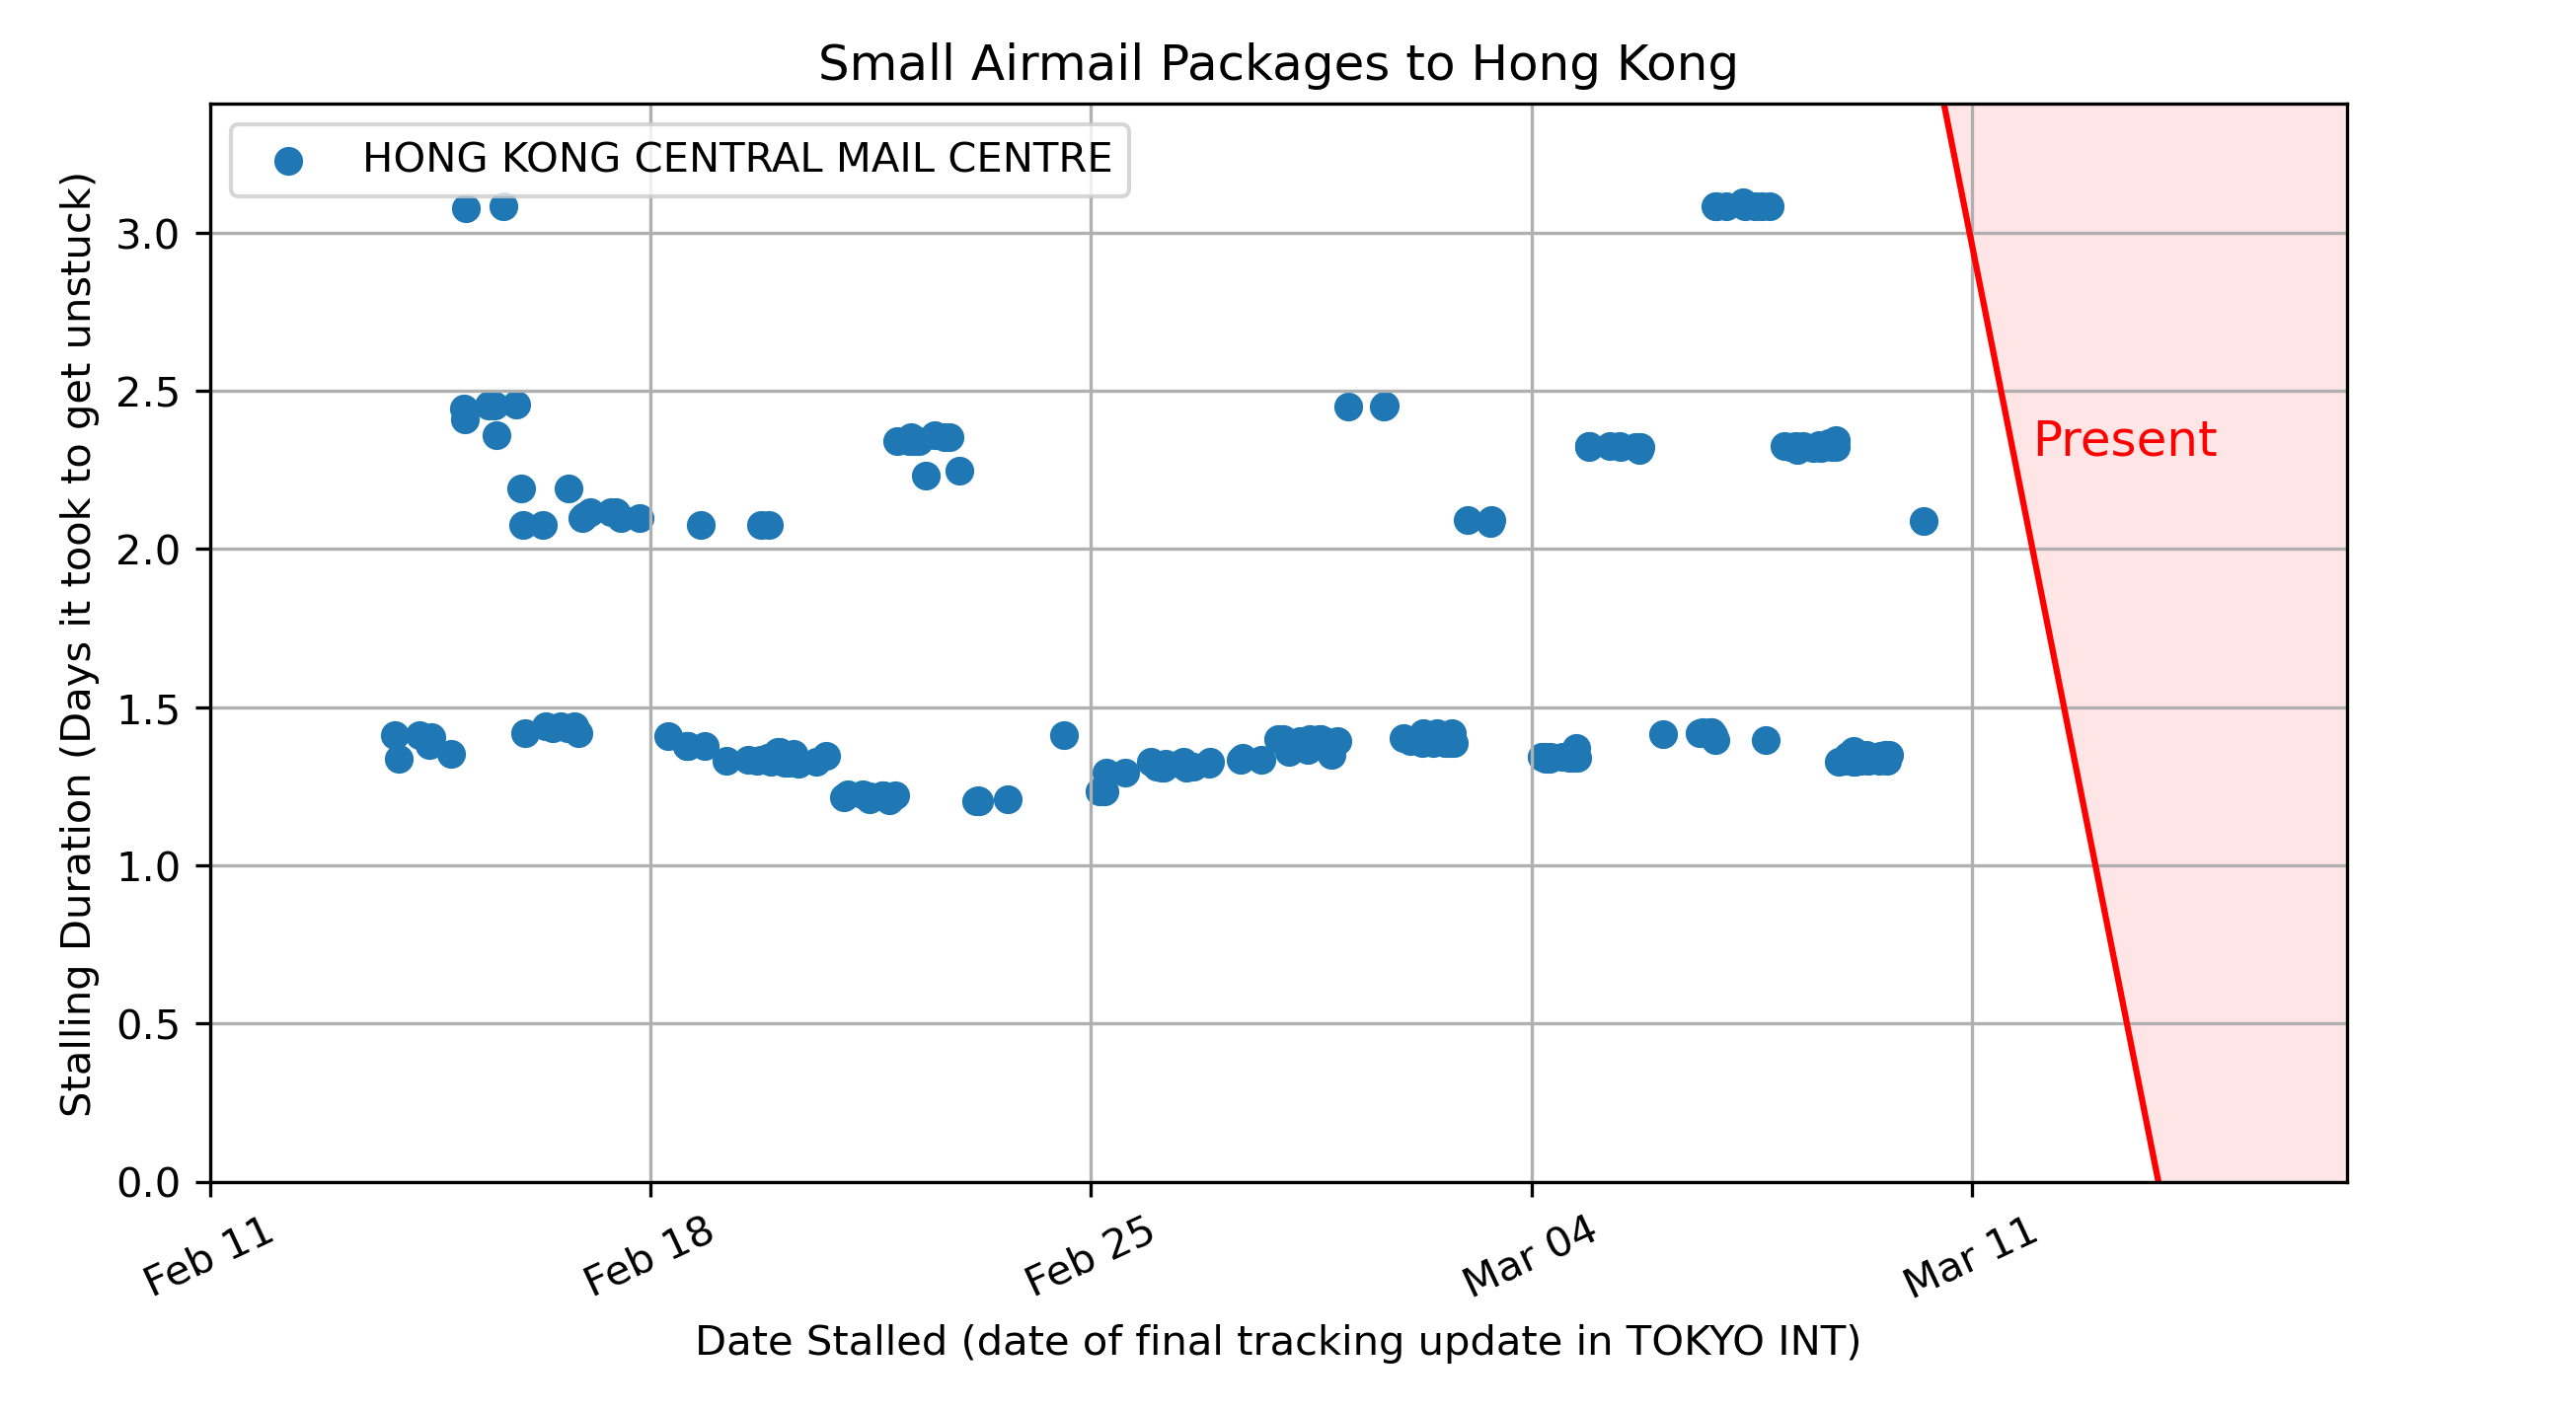 Small Airmail Packages to Hong Kong
HONG KONG CENTRAL MAIL CENTRE
Stalling Duration (Days it took to get unstuck)
3.0
2.5
2.0
1.5
1.0
0.5
0.0
Present
Feb 11
Feb 18
Feb 25
Mar 04
Mar 11
Date Stalled (date of final tracking update in TOKYO INT)